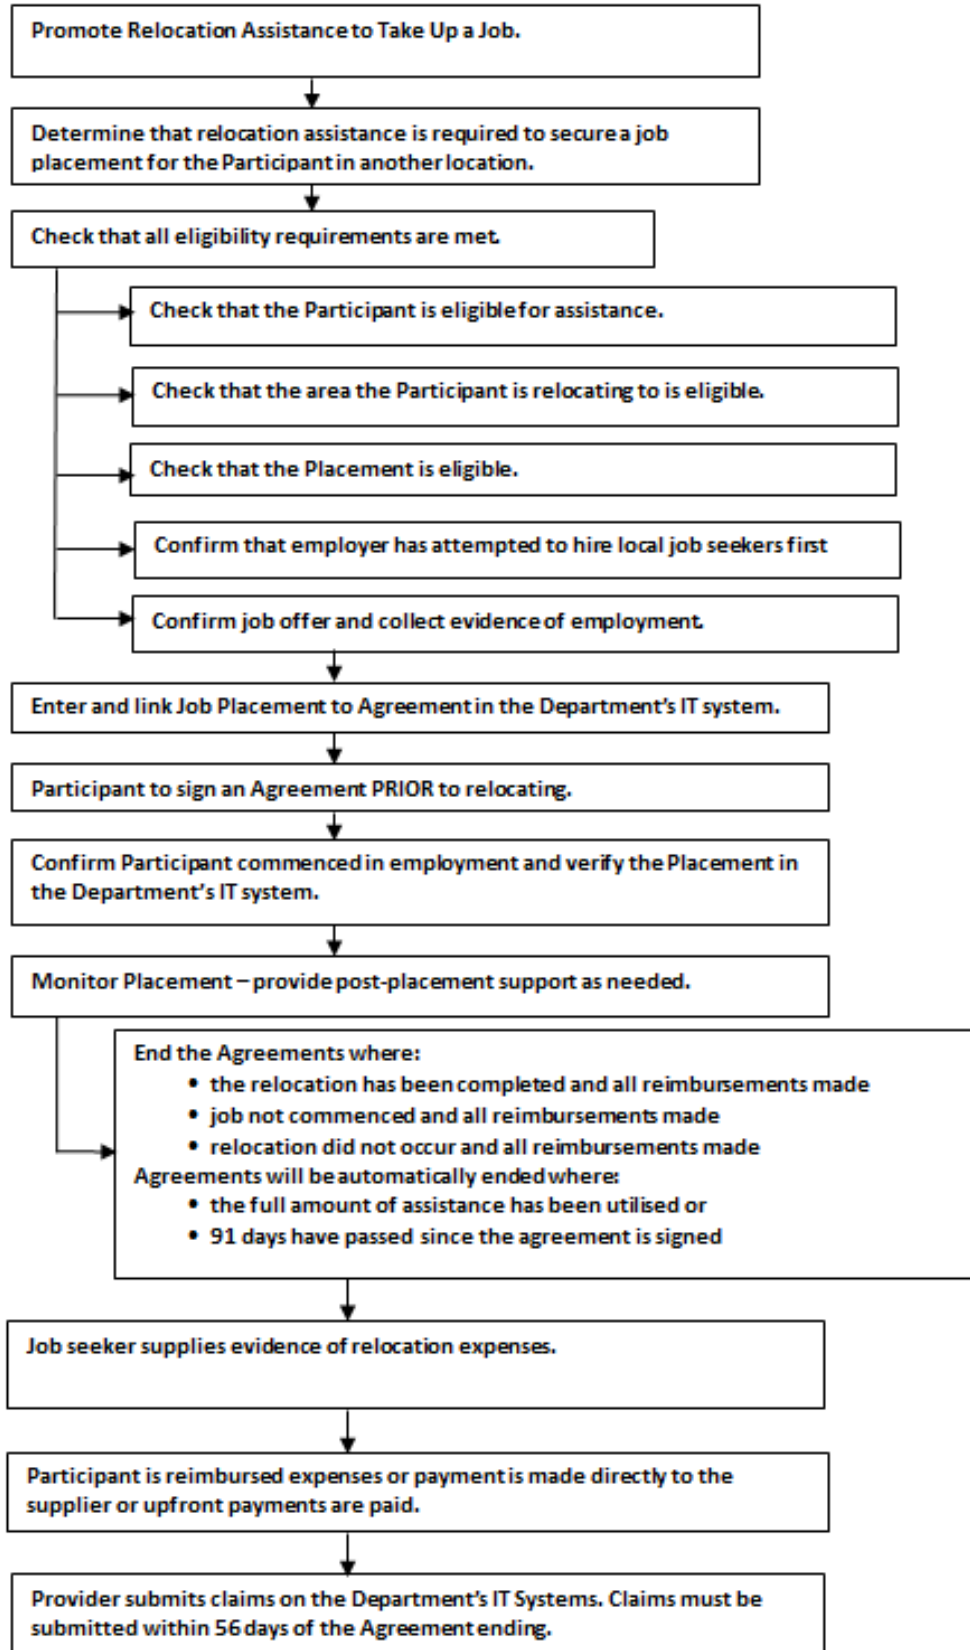 Promote Relocation Assistance to Take Up a Job.
Determine that relocation assistance is required to secure a job
placement for the Participant in another location.
Check that all eligibility requirements are met.
Check that the Participant is eligible for assistance.
Check that the area the Participant is relocating to is eligible.
Check that the Placement is eligible.
Confirm that employer has attempted to hire local job seekers first
Confirm job offer and collect evidence of employment.
Enter and link Job Placement to Agreement in the Department's IT system.
Participant to sign an Agreement PRIOR to relocating.
Confirm Participant commenced in employment and verify the Placement in
the Department's IT system.
Monitor Placement – provide post-placement support as needed.
End the Agreements where:
• the relocation has been completed and all reimbursements made
• job not commenced and all reimbursements made
• relocation did not occur and all reimbursements made
Agreements will be automatically ended where:
• the full amount of assistance has been utilised or
• 91 days have passed since the agreement is signed
Job seeker supplies evidence of relocation expenses.
Participant is reimbursed expenses or payment is made directly to the
supplier or upfront payments are paid.
Provider submits claims on the Department's IT Systems. Claims must be
submitted within 56 days of the Agreement ending.